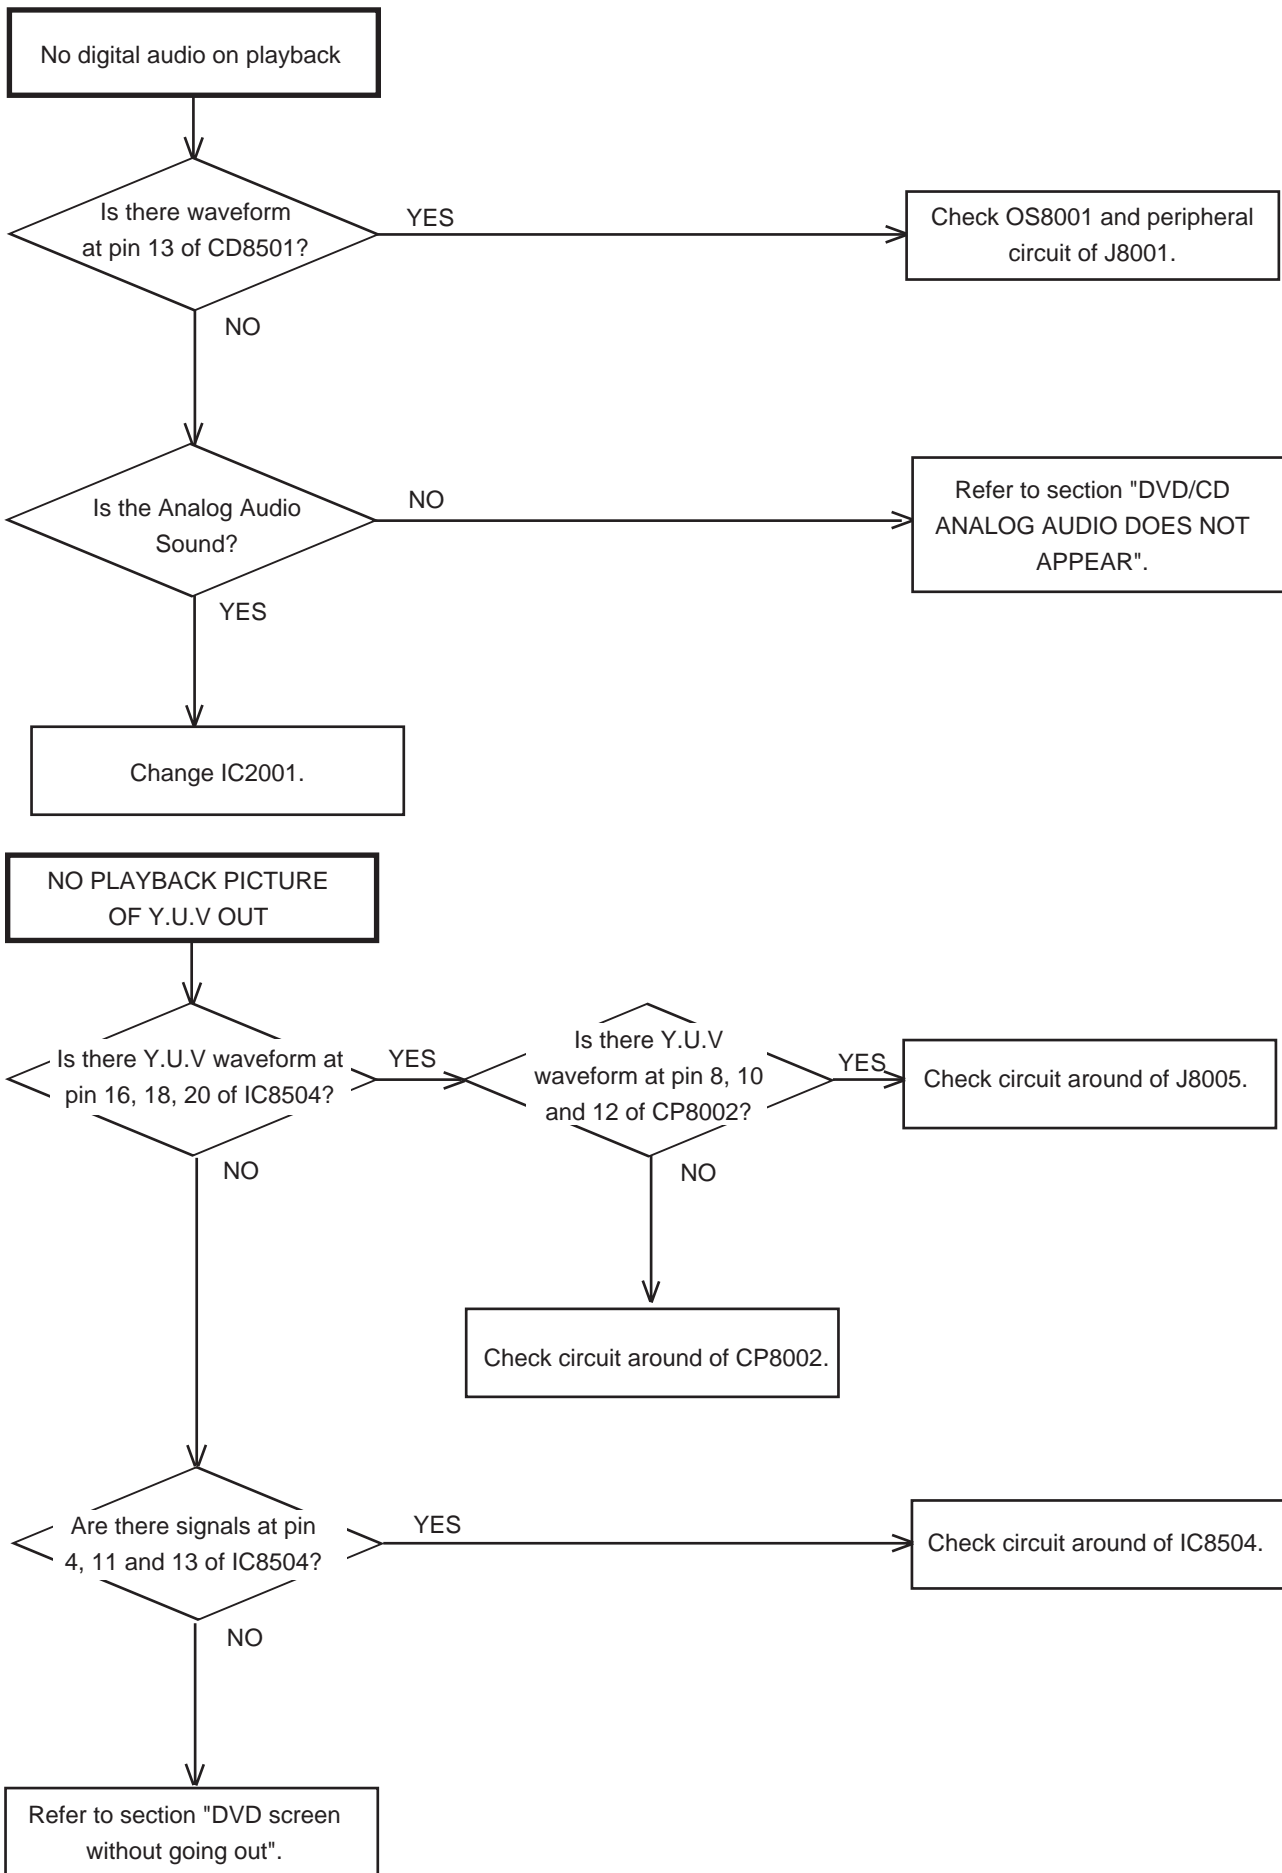 No digital audio on playback
Is there waveform
at pin 13 of CD8501?
YES
Check OS8001 and peripheral
circuit of J8001.
NO
Is the Analog Audio
Sound?
NO
Refer to section "DVD/CD
ANALOG AUDIO DOES NOT
APPEAR".
YES
Change IC2001.
NO PLAYBACK PICTURE
OF Y.U.V OUT
Is there Y.U.V waveform at
pin 16, 18, 20 of IC8504?
YES
Is there Y.U.V
waveform at pin 8, 10
and 12 of CP8002?
YES
Check circuit around of J8005.
NO
NO
Check circuit around of CP8002.
Are there signals at pin
4, 11 and 13 of IC8504?
YES
Check circuit around of IC8504.
NO
Refer to section "DVD screen
without going out".